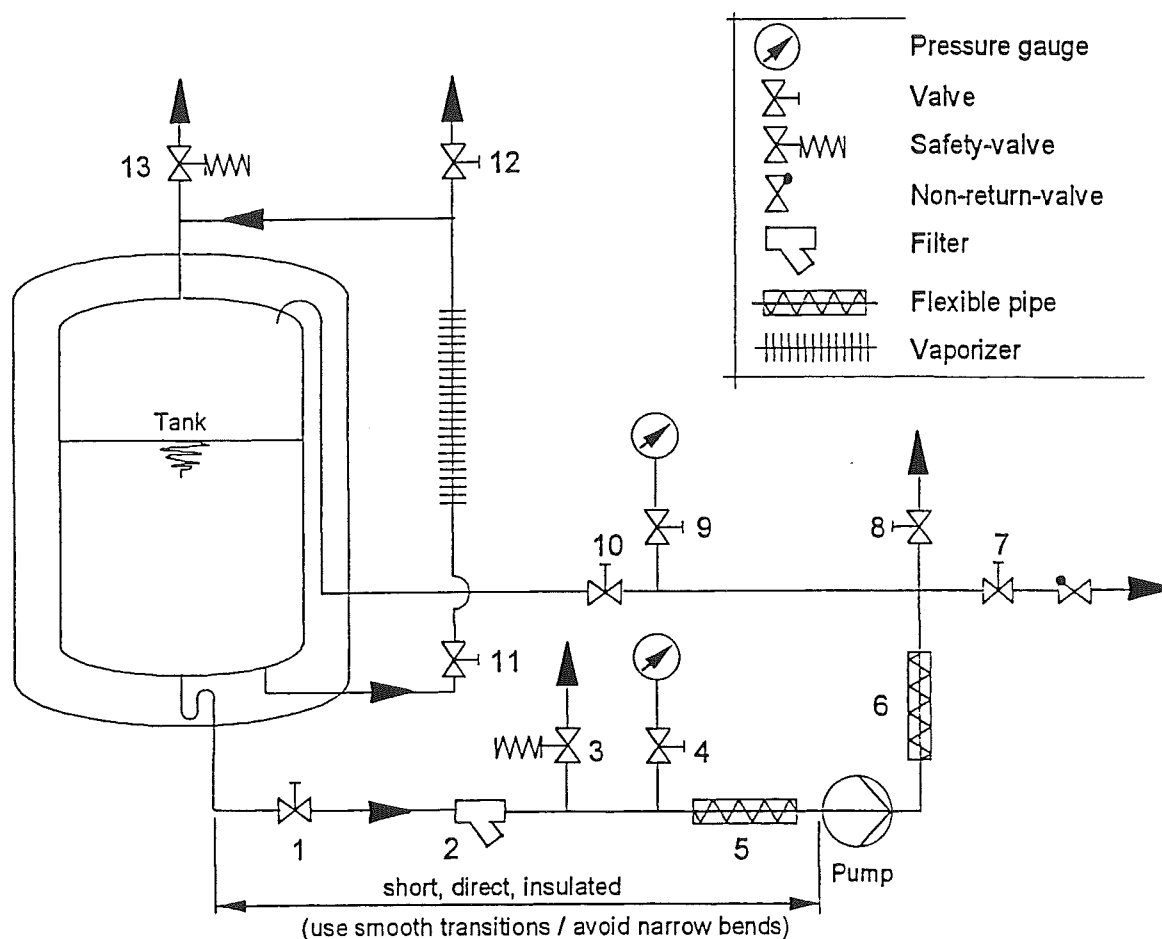 Pressure gauge
Valve
Safety-valve
Non-return-valve
Filter
Flexible pipe
Vaporizer
13
12
Tank
9
8
10
7
11
6
3
4
1
2
5
Pump
short, direct, insulated
(use smooth transitions / avoid narrow bends)